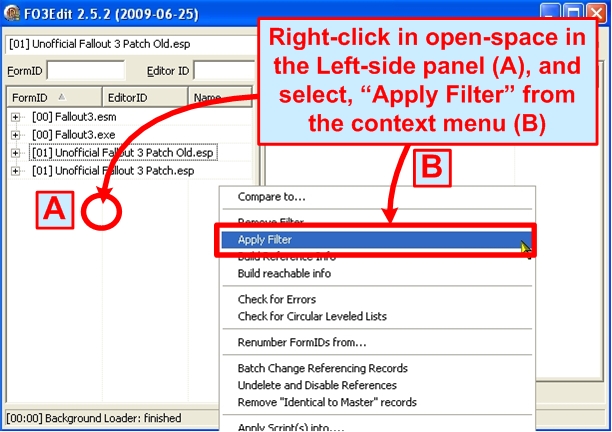 FO3Edit 2.5.2 (2009-06-25)
[01] Unofficial Fallout 3 Patch Old.esp
Right-click in open-space in
the Left-side panel (A), and
select, “Apply Filter” from
the context menu (B)
FormID
Editor ID
FormID EditorID Name
[00] Fallout3.esm
[00] Fallout3.exe
[01] Unofficial Fallout 3 Patch Old.esp
[01] Unofficial Fallout 3 Patch.esp
A
B
Compare to...
Remove Filter
Apply Filter
Build Reference Info
Build reachable info
Check for Errors
Check for Circular Leveled Lists
Renumber FormIDs from...
Batch Change Referencing Records
Undelete and Disable References
Remove "Identical to Master" records
Apply Script(s) into....
[00:00] Background Loader: finished